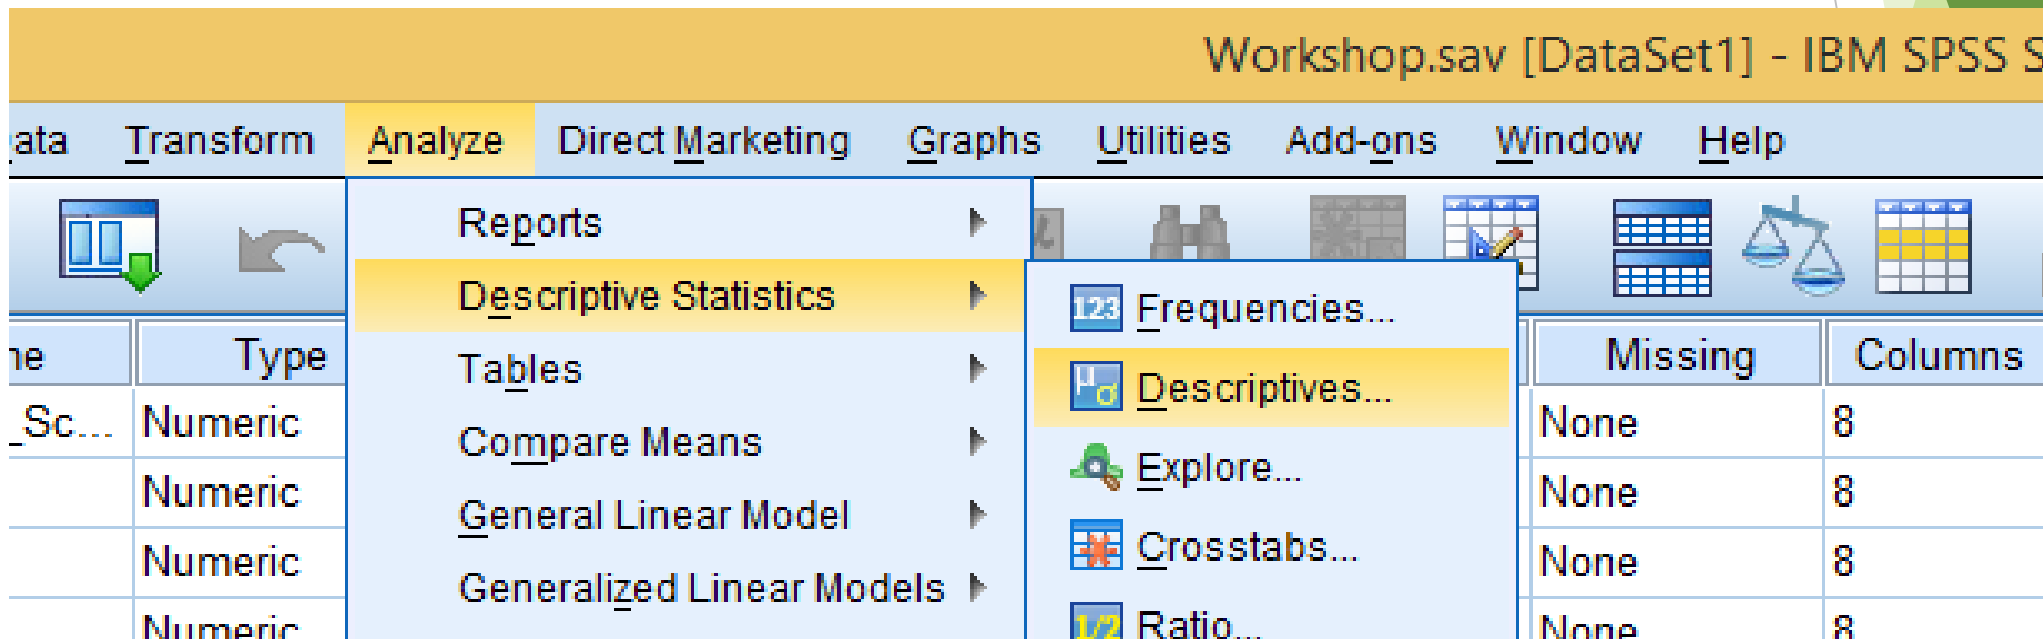 Workshop.sav [DataSet1] - IBM SPSS S
ata Transform Analyze Direct Marketing Graphs Utilities Add-ons Window Help
Reports
Descriptive Statistics
Tables
Compare Means
General Linear Model
Generalized Linear Models
123 Frequencies...
μσ Descriptives...
Explore...
Crosstabs...
1/2 Ratio...
ne Type Missing Columns
_Sc... Numeric None 8
Numeric None 8
Numeric None 8
Numeric None 8